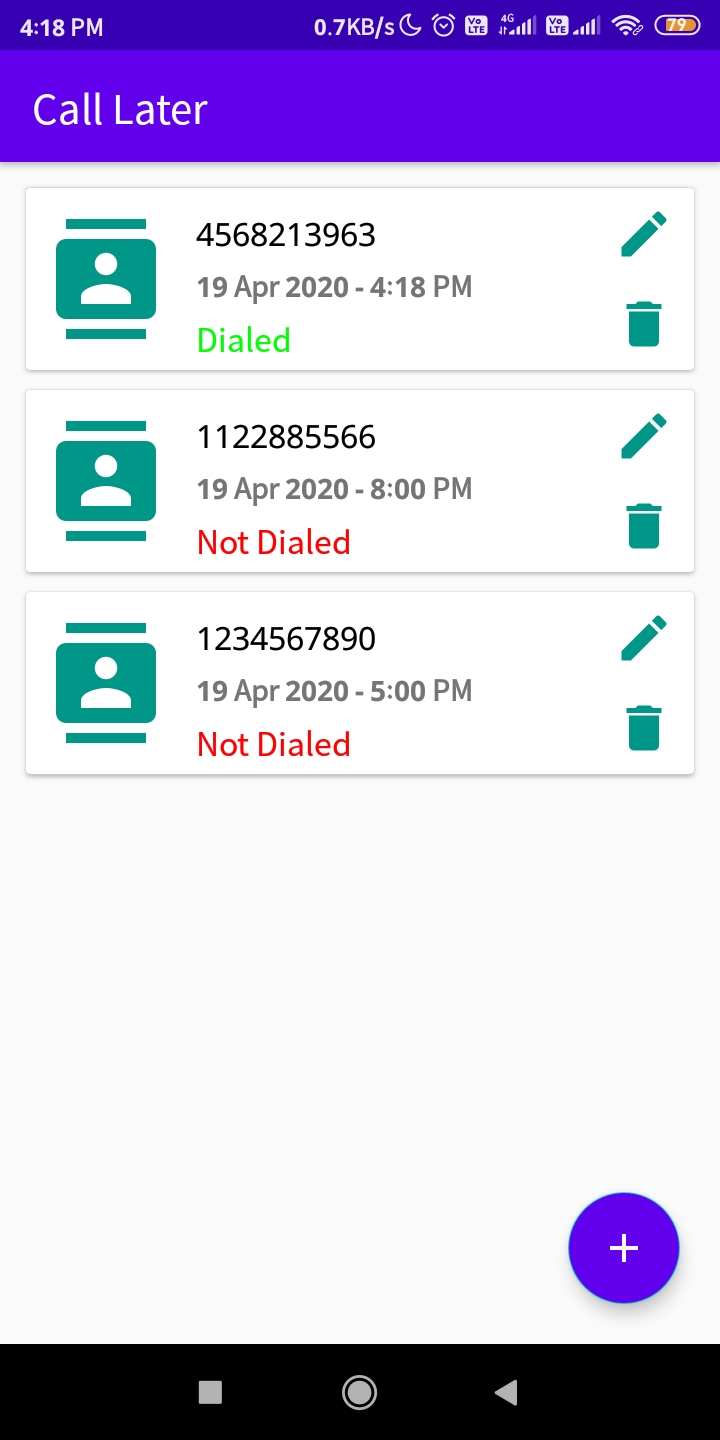 4:18 PM 0.7KB/s Vo LTE 4G Vo LTE 79
Call Later
4568213963
19 Apr 2020 - 4:18 PM
Dialed
1122885566
19 Apr 2020 - 8:00 PM
Not Dialed
1234567890
19 Apr 2020 - 5:00 PM
Not Dialed